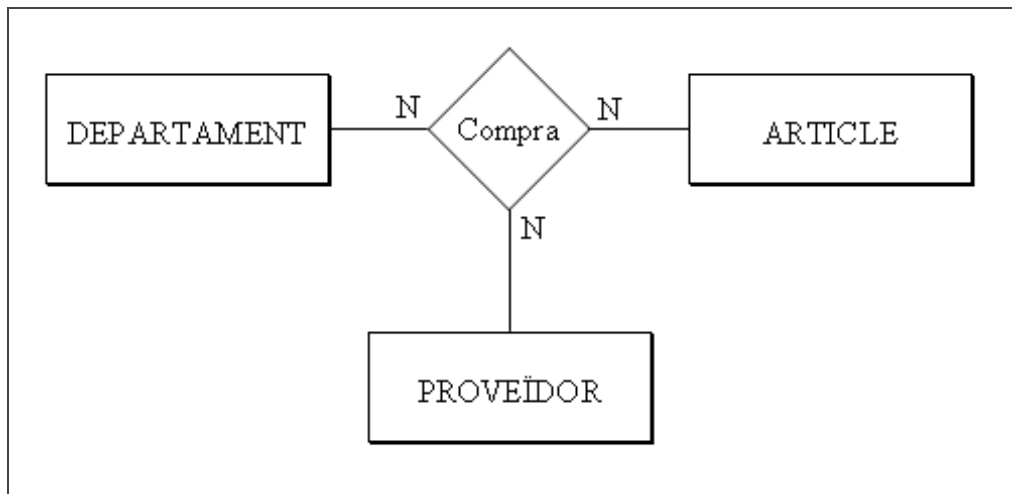 DEPARTAMENT
N
Compra
N
ARTICLE
N
PROVEÏDOR